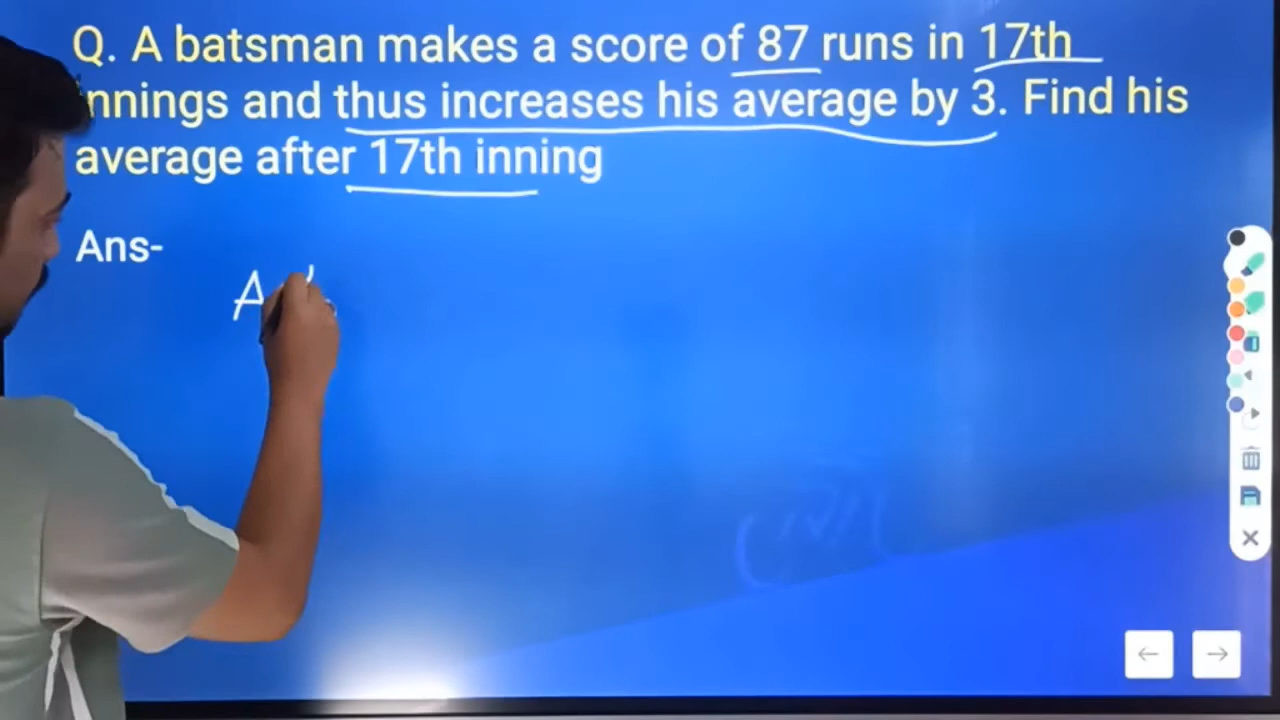 Q. A batsman makes a score of 87 runs in 17th
innings and thus increases his average by 3. Find his
average after 17th inning
Ans-
A